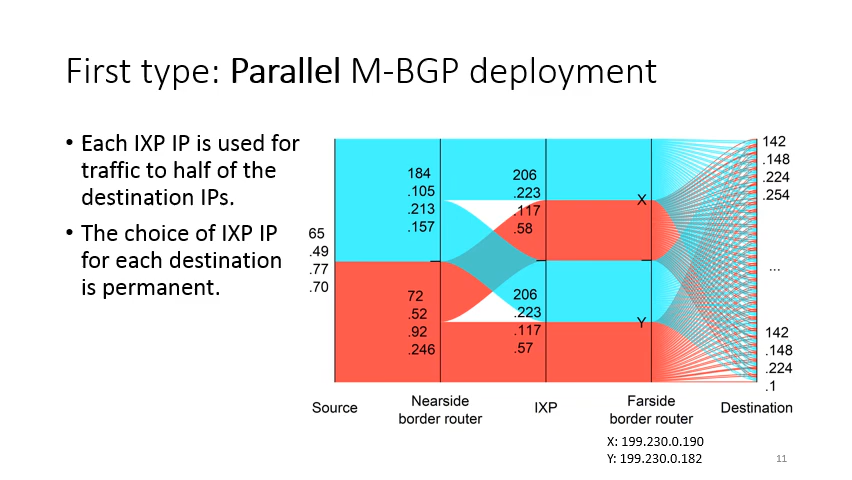 First type: Parallel M-BGP deployment
• Each IXP IP is used for
traffic to half of the
destination IPs.
• The choice of IXP IP
for each destination
is permanent.
65
.49
.77
.70
184
.105
.213
.157
72
.52
.92
.246
206
.223
.117
.58
206
.223
.117
.57
X
Y
142
.148
.224
.254
...
142
.148
.224
.1
Source
Nearside
border router
IXP
Farside
border router
Destination
X: 199.230.0.190
Y: 199.230.0.182
11